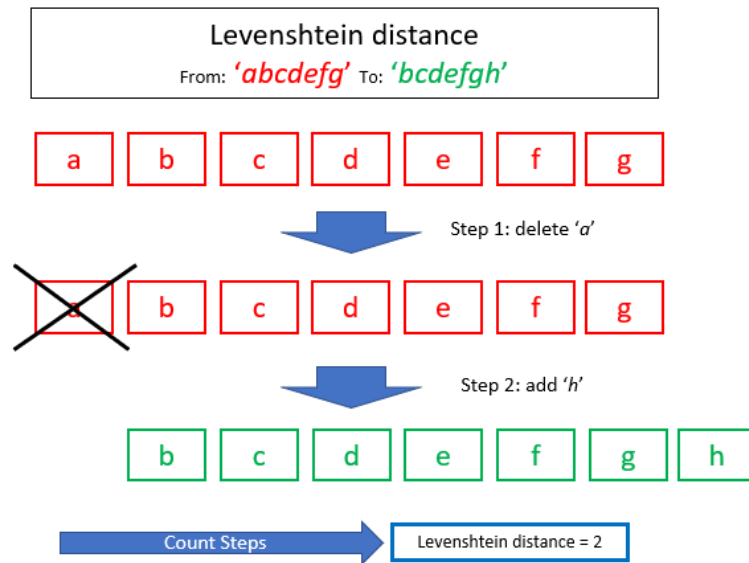 Levenshtein distance
From: ‘abcdefg’ To: ‘bcdefgh’
a b c d e f g
Step 1: delete ‘a’
a b c d e f g
Step 2: add ‘h’
b c d e f g h
Count Steps Levenshtein distance = 2